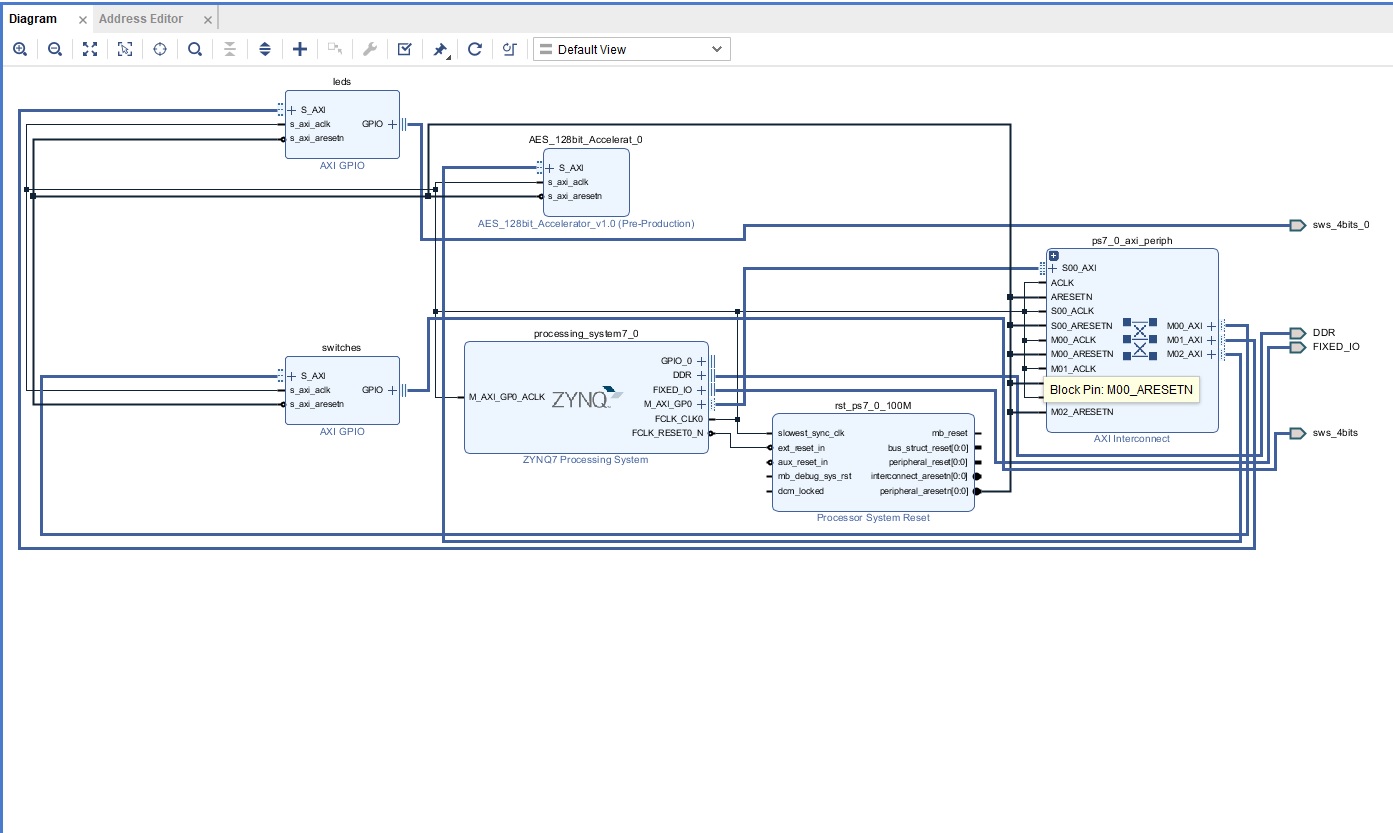 Diagram
Address Editor
Default View
leds
S_AXI
s_axi_aclk
s_axi_aresetn
GPIO
AXI GPIO
AES_128bit_Accelerat_0
S_AXI
s_axi_aclk
s_axi_aresetn
AES_128bit_Accelerator_v1.0 (Pre-Production)
sws_4bits_0
ps7_0_axi_periph
S00_AXI
ACLK
ARESETN
S00_ACLK
S00_ARESETN
M00_ACLK
M00_ARESETN
M01_ACLK
M02_ARESETN
M00_AXI
M01_AXI
M02_AXI
AXI Interconnect
Block Pin: M00_ARESETN
DDR
FIXED_IO
sws_4bits
switches
S_AXI
s_axi_aclk
s_axi_aresetn
GPIO
AXI GPIO
processing_system7_0
M_AXI_GP0_ACLK
ZYNQ
GPIO_0
DDR
FIXED_IO
M_AXI_GP0
FCLK_CLK0
FCLK_RESET0_N
ZYNQ7 Processing System
rst_ps7_0_100M
slowest_sync_clk
ext_reset_in
aux_reset_in
mb_debug_sys_rst
dcm_locked
mb_reset
bus_struct_reset[0:0]
peripheral_reset[0:0]
interconnect_aresetn[0:0]
peripheral_aresetn[0:0]
Processor System Reset